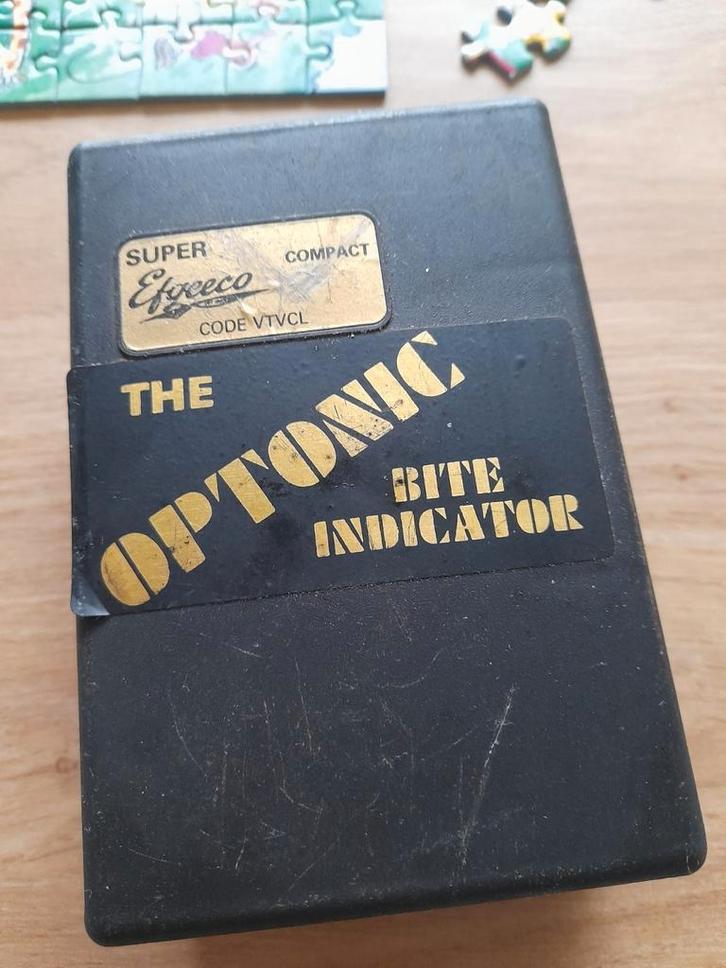 SUPER COMPACT
Efgeeco
CODE VTVCL
THE
OPTONIC
BITE
INDICATOR